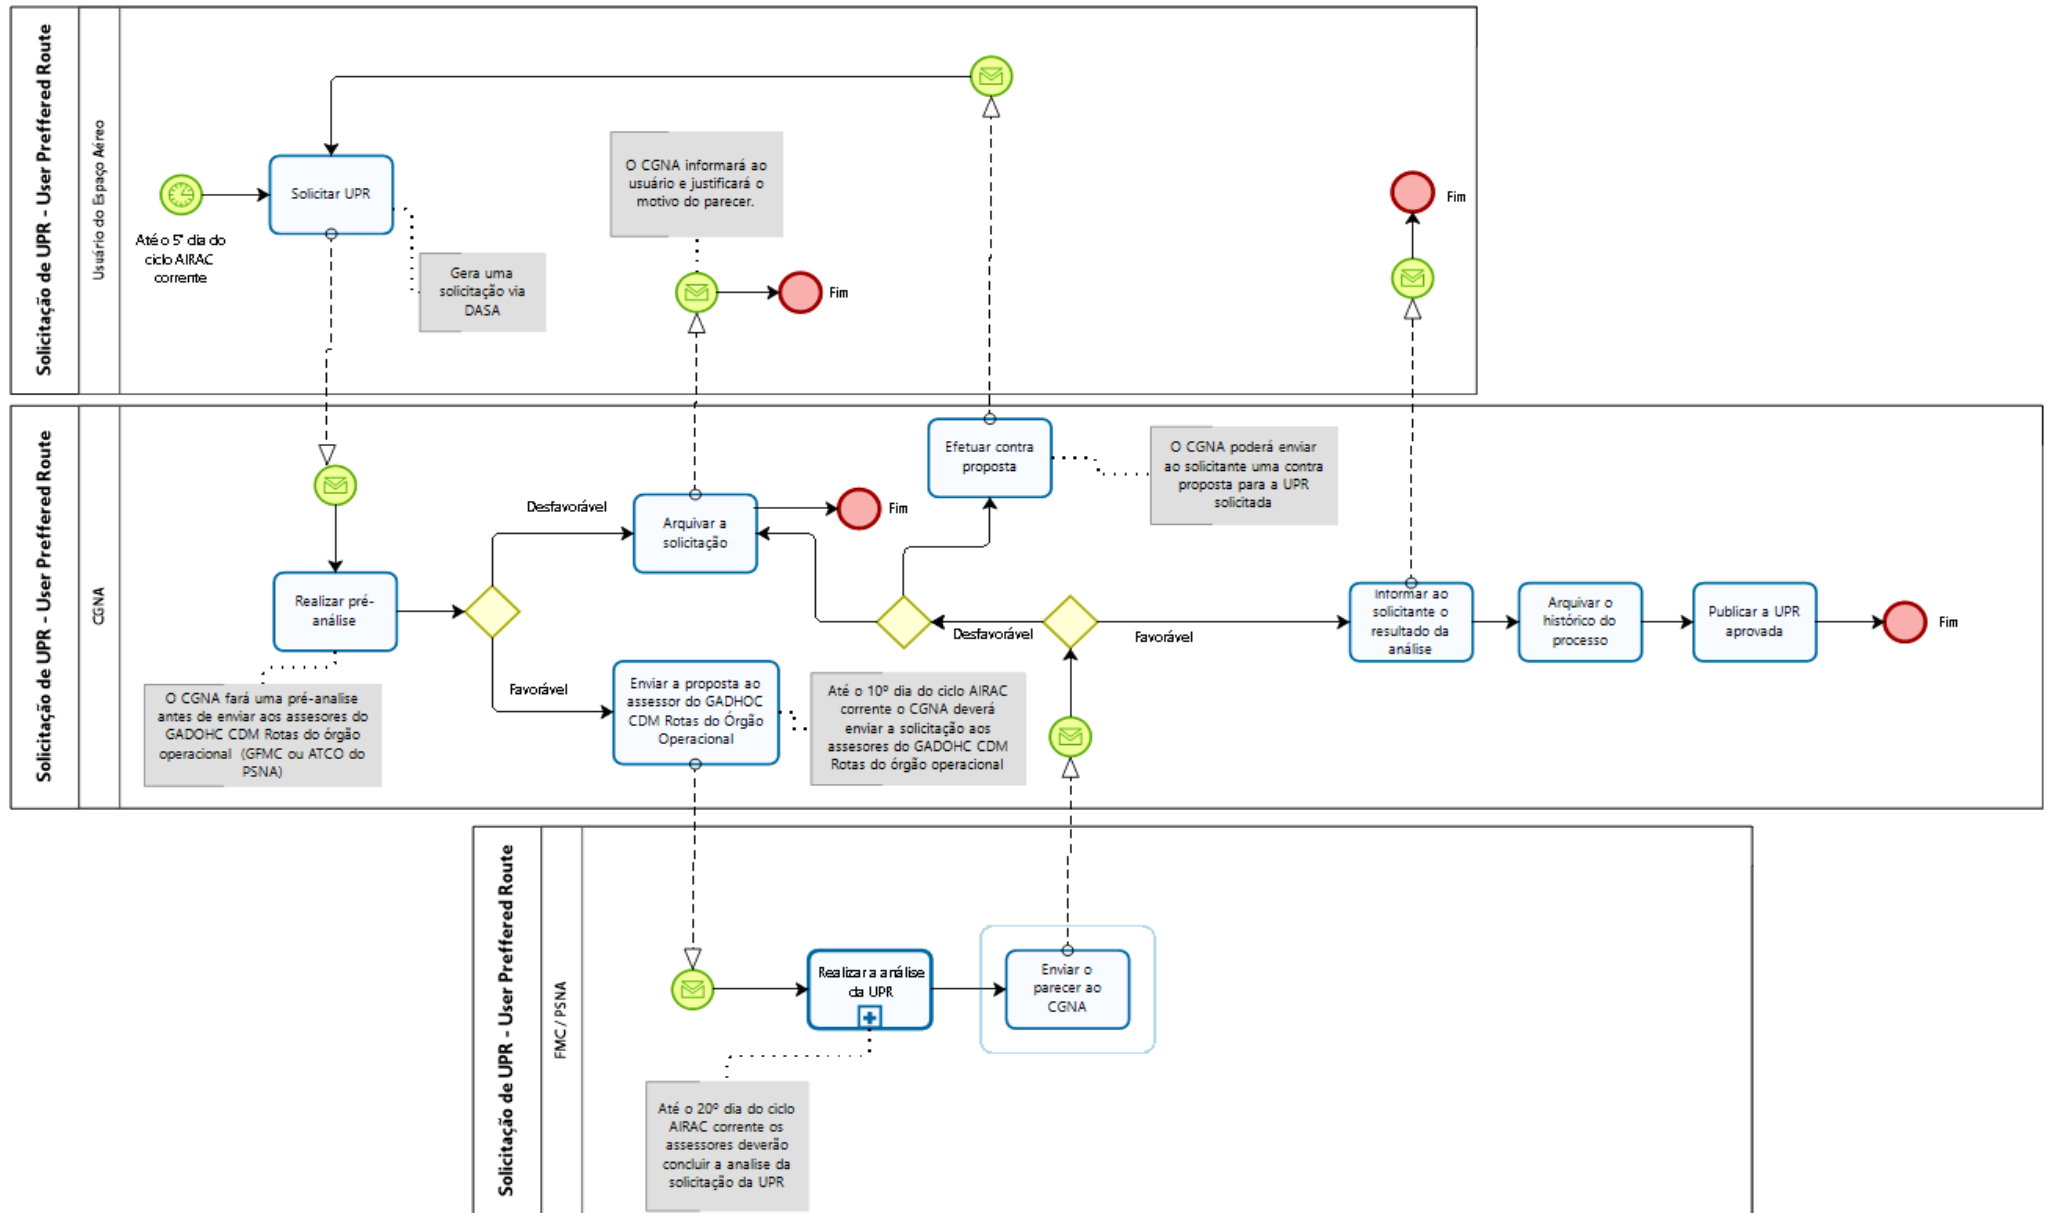 Solicitação de UPR - User Preffered Route
Usuário do Espaço Aéreo
Até o 5° dia do
ciclo AIRAC
corrente
Solicitar UPR
Gera uma
solicitação via
DASA
O CGNA informará ao
usuário e justificará o
motivo do parecer.
Fim
Fim
Solicitação de UPR - User Preffered Route
CGNA
Realizar pré-
análise
O CGNA fará uma pré-analise
antes de enviar aos assesores do
GADOHC CDM Rotas do órgão
operacional (GFMC ou ATCO do
PSNA)
Desfavorável
Favorável
Arquivar a
solicitação
Fim
Enviar a proposta ao
assessor do GADHOC
CDM Rotas do Órgão
Operacional
Até o 10º dia do ciclo AIRAC
corrente o CGNA deverá
enviar a solicitação aos
assesores do GADOHC CDM
Rotas do órgão operacional
Efetuar contra
proposta
O CGNA poderá enviar
ao solicitante uma contra
proposta para a UPR
solicitada
Desfavorável
Favorável
Informar ao
solicitante o
resultado da
análise
Arquivar o
histórico do
processo
Publicar a UPR
aprovada
Fim
Solicitação de UPR - User Preffered Route
FMC / PSNA
Realizar a análise
da UPR
Enviar o
parecer ao
CGNA
Até o 20º dia do ciclo
AIRAC corrente os
assessores deverão
concluir a analise da
solicitação da UPR